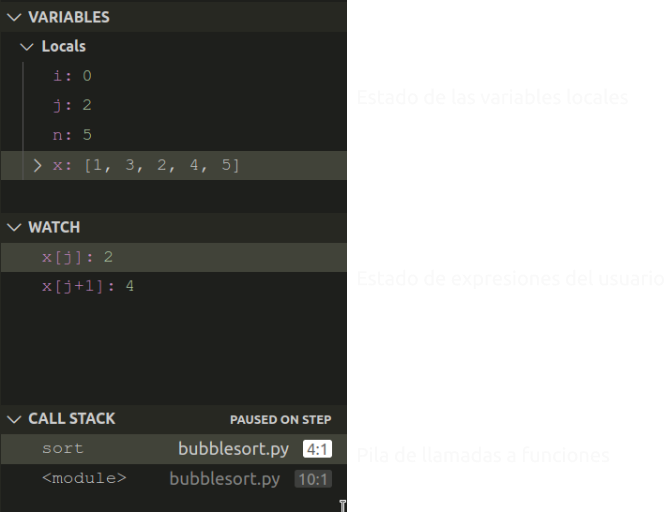 VARIABLES
Locals
i: 0
j: 2
Estado de las variables locales
n: 5
x: [1, 3, 2, 4, 5]
WATCH
x[j]: 2
Estado de expresiones del usuario
x[j+1]: 4
CALL STACK PAUSED ON STEP
sort bubblesort.py 4:1
Pila de llamadas a funciones
<module> bubblesort.py 10:1